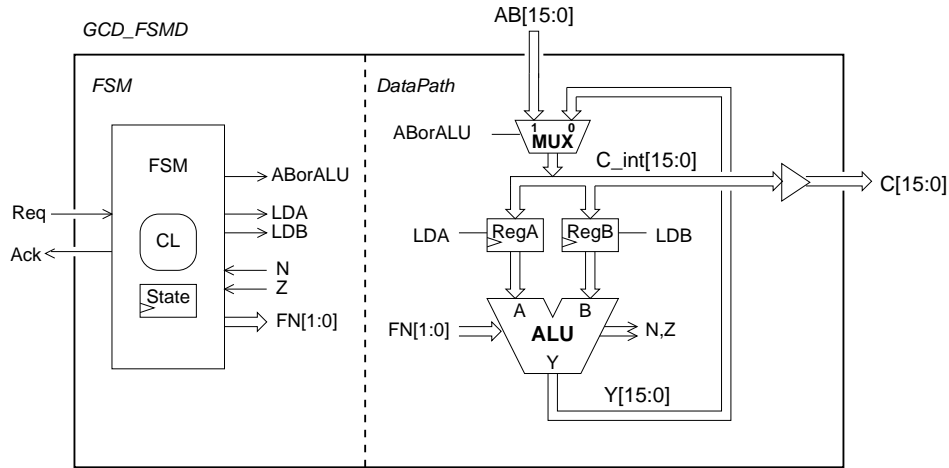 AB[15:0]
GCD_FSMD
FSM
DataPath
1 0
MUX
ABorALU
FSM
C_int[15:0]
ABorALU
C[15:0]
Req
LDA
LDB
CL
LDA
RegA
RegB
LDB
Ack
N
Z
State
FN[1:0]
A
B
FN[1:0]
ALU
N,Z
Y
Y[15:0]